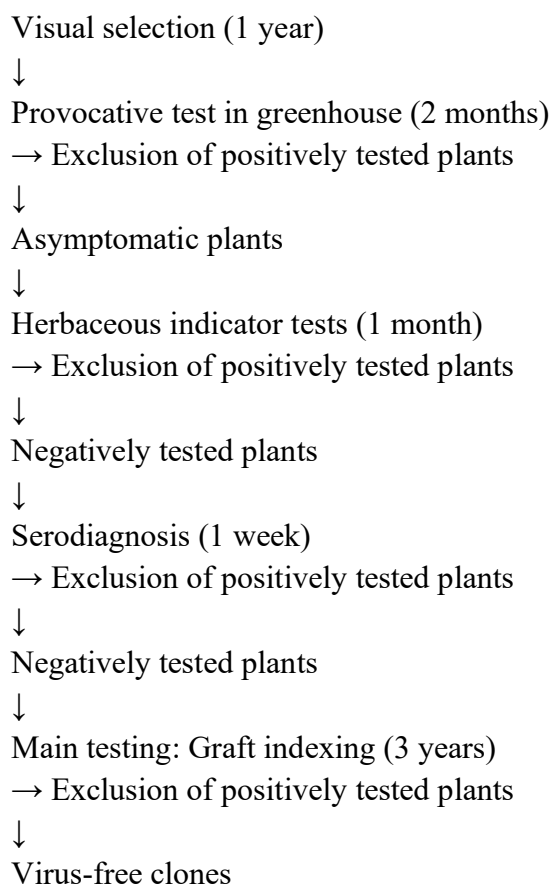 Visual selection (1 year)
↓
Provocative test in greenhouse (2 months)
→ Exclusion of positively tested plants
↓
Asymptomatic plants
↓
Herbaceous indicator tests (1 month)
→ Exclusion of positively tested plants
↓
Negatively tested plants
↓
Serodiagnosis (1 week)
→ Exclusion of positively tested plants
↓
Negatively tested plants
↓
Main testing: Graft indexing (3 years)
→ Exclusion of positively tested plants
↓
Virus-free clones